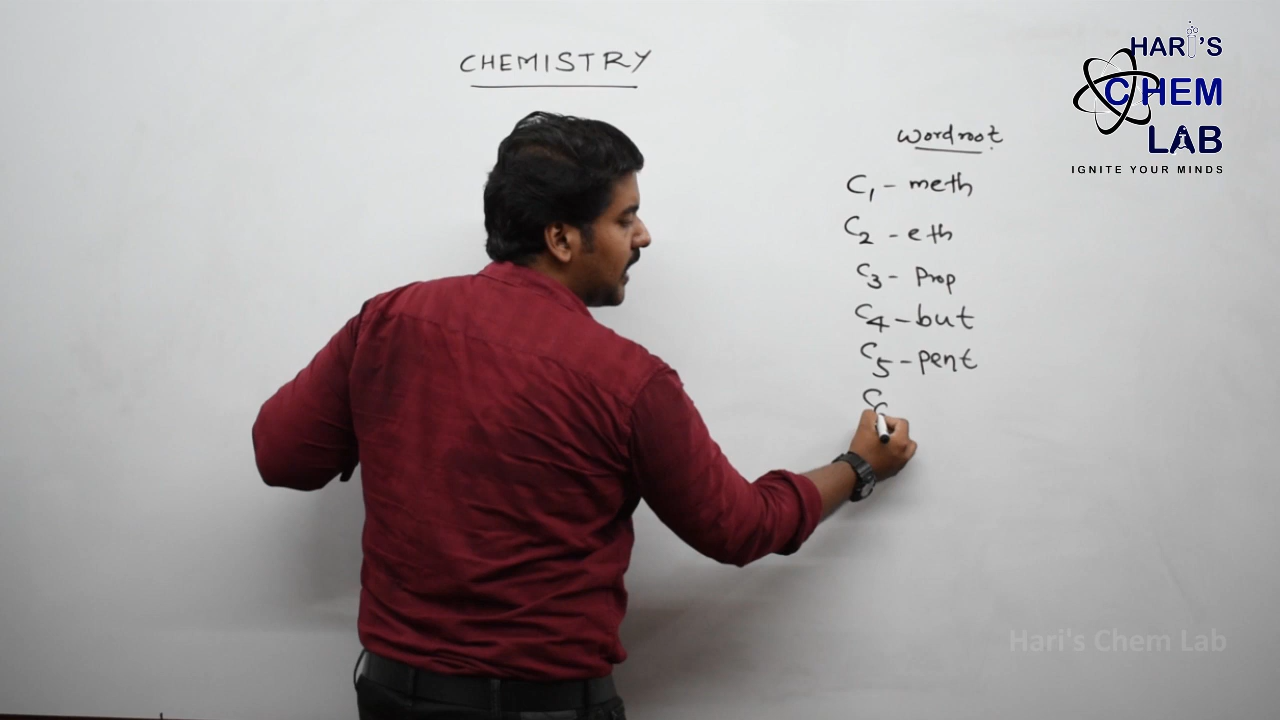 CHEMISTRY
HARI'S
CHEM
LAB
IGNITE YOUR MINDS
Wordroot
C1 - meth
C2 - eth
C3 - Prop
C4 - but
C5 - pent
C
Hari's Chem Lab